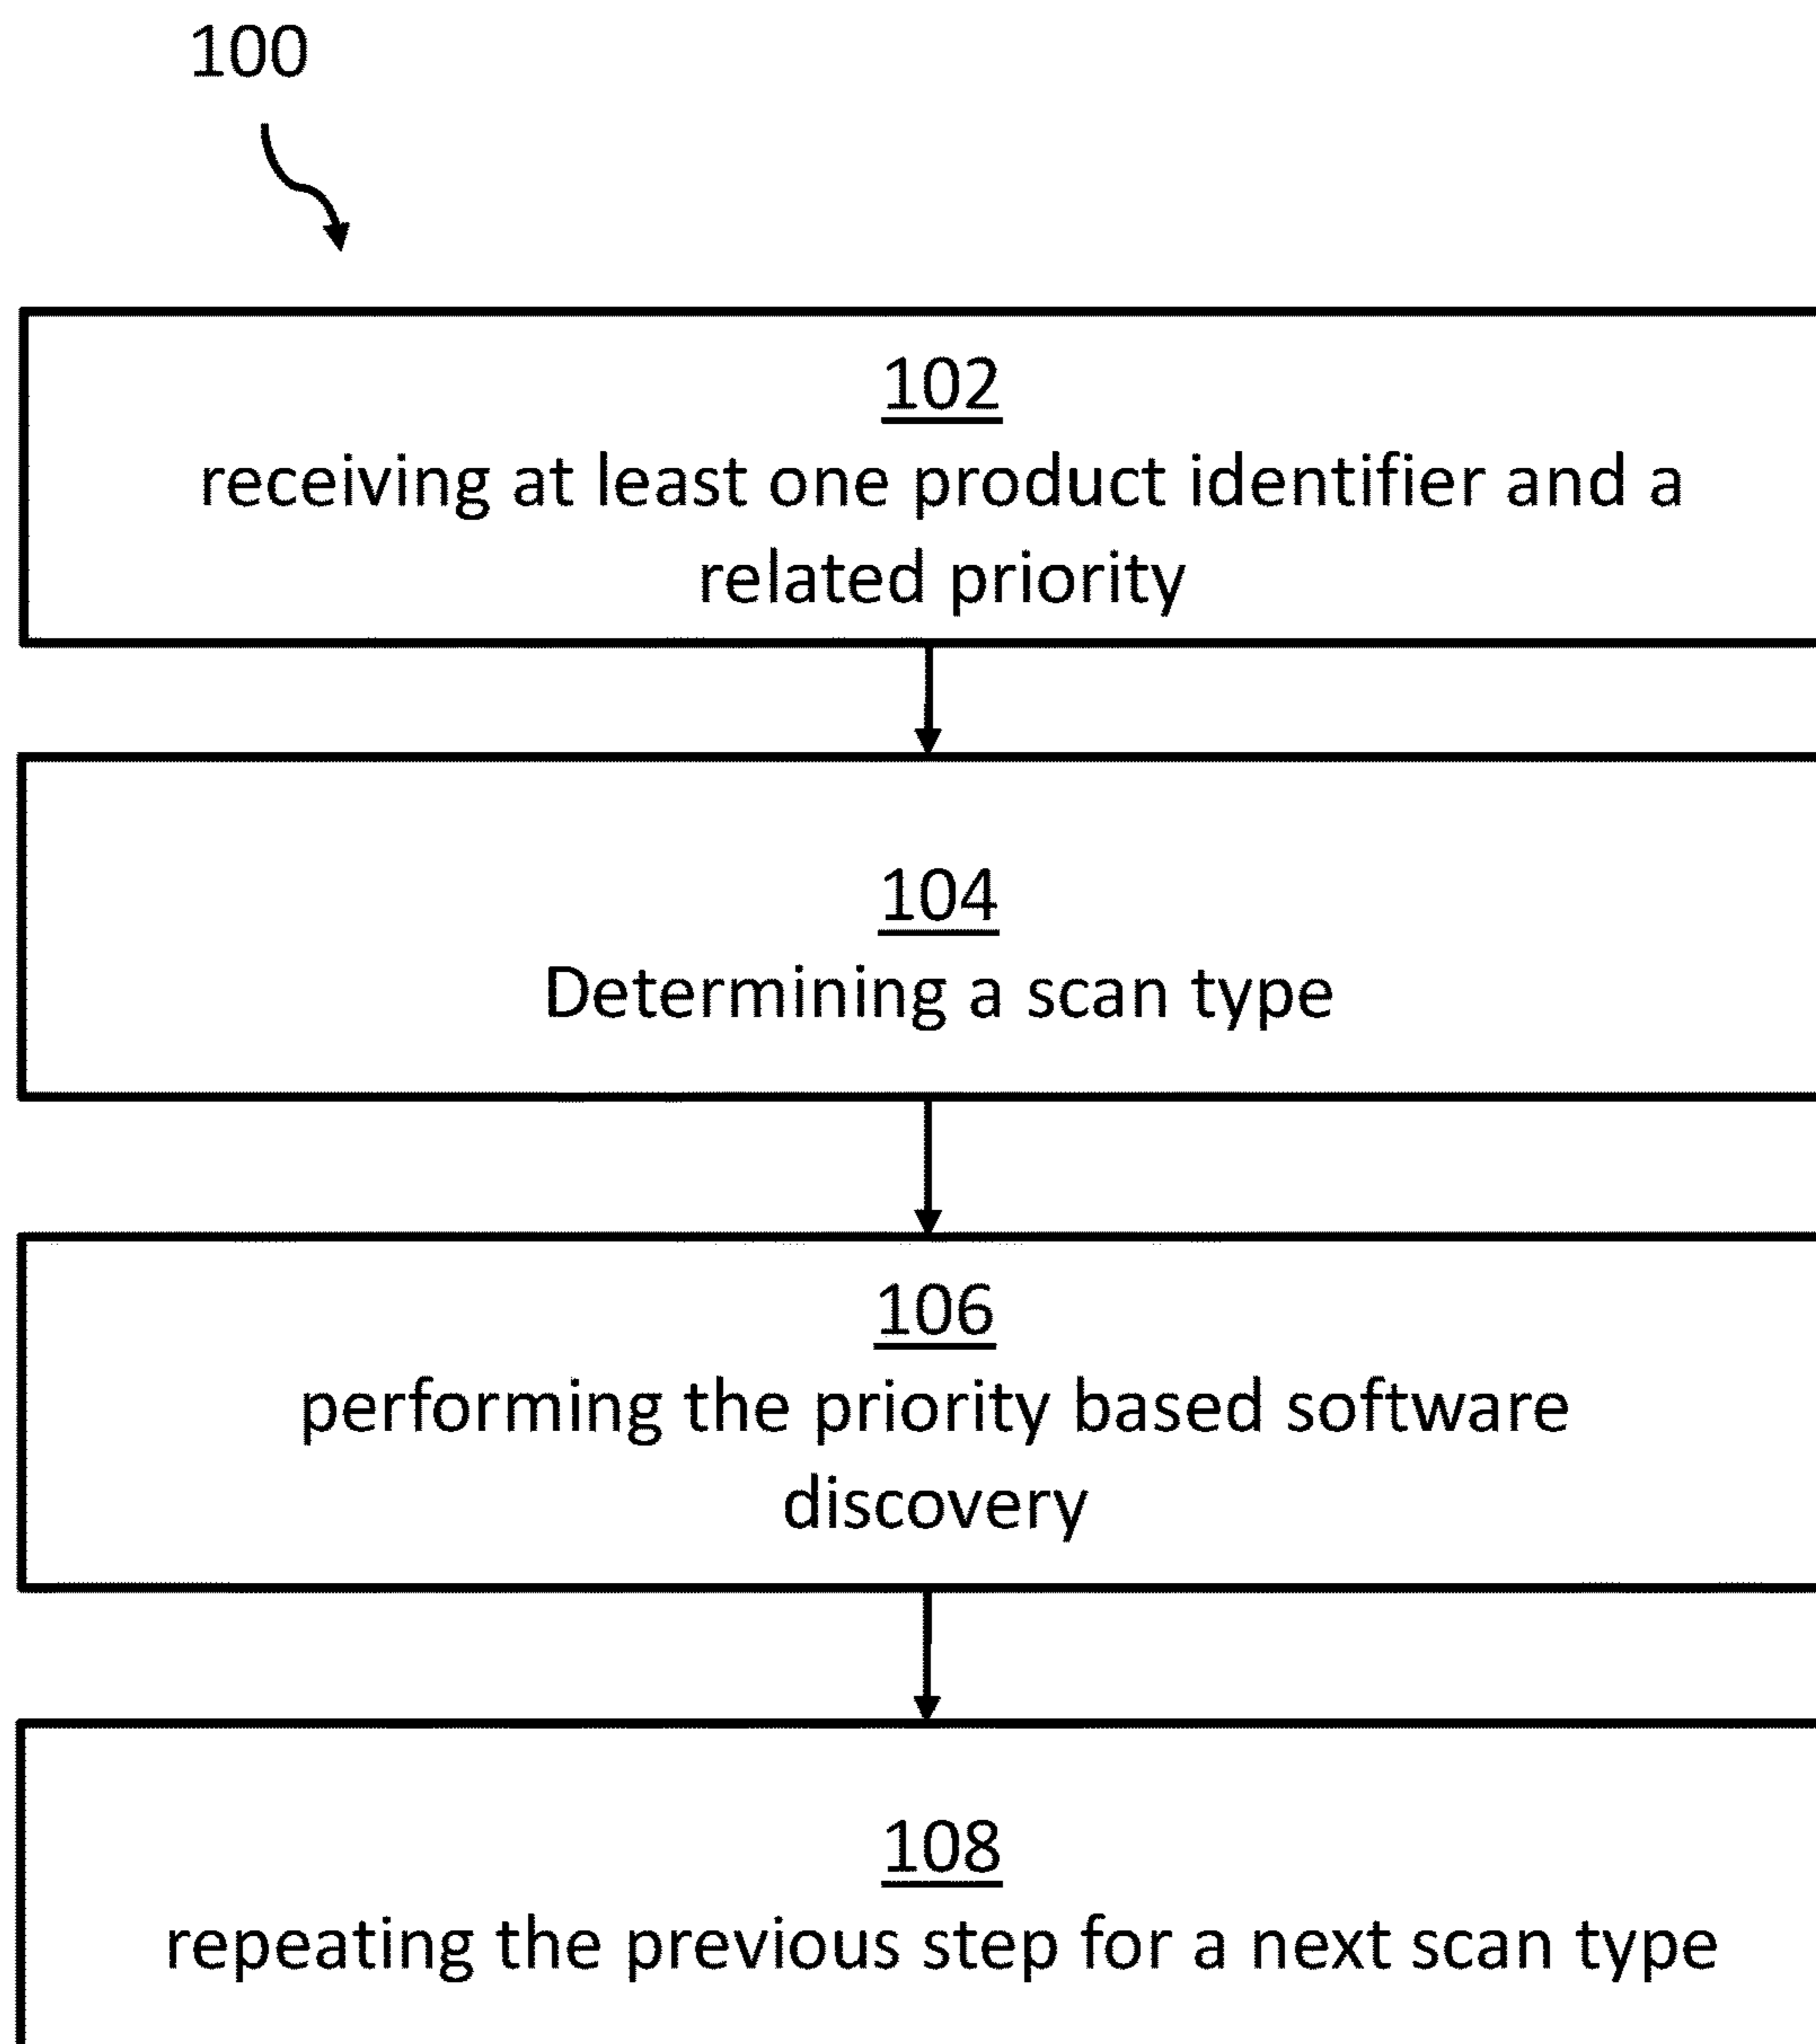 100
102
receiving at least one product identifier and a
related priority
104
Determining a scan type
106
performing the priority based software
discovery
108
repeating the previous step for a next scan type